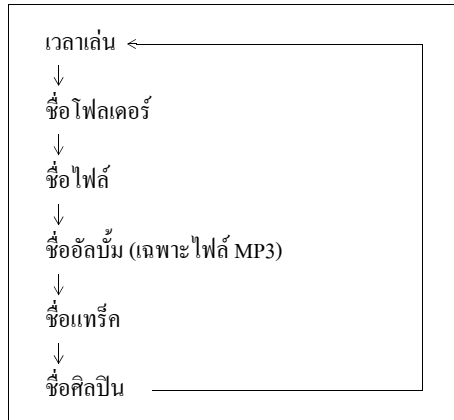 เวลาเล่น
ชื่อโฟลเดอร์
ชื่อไฟล์
ชื่ออัลบั้ม (เฉพาะไฟล์ MP3)
ชื่อแทร็ค
ชื่อศิลปิน